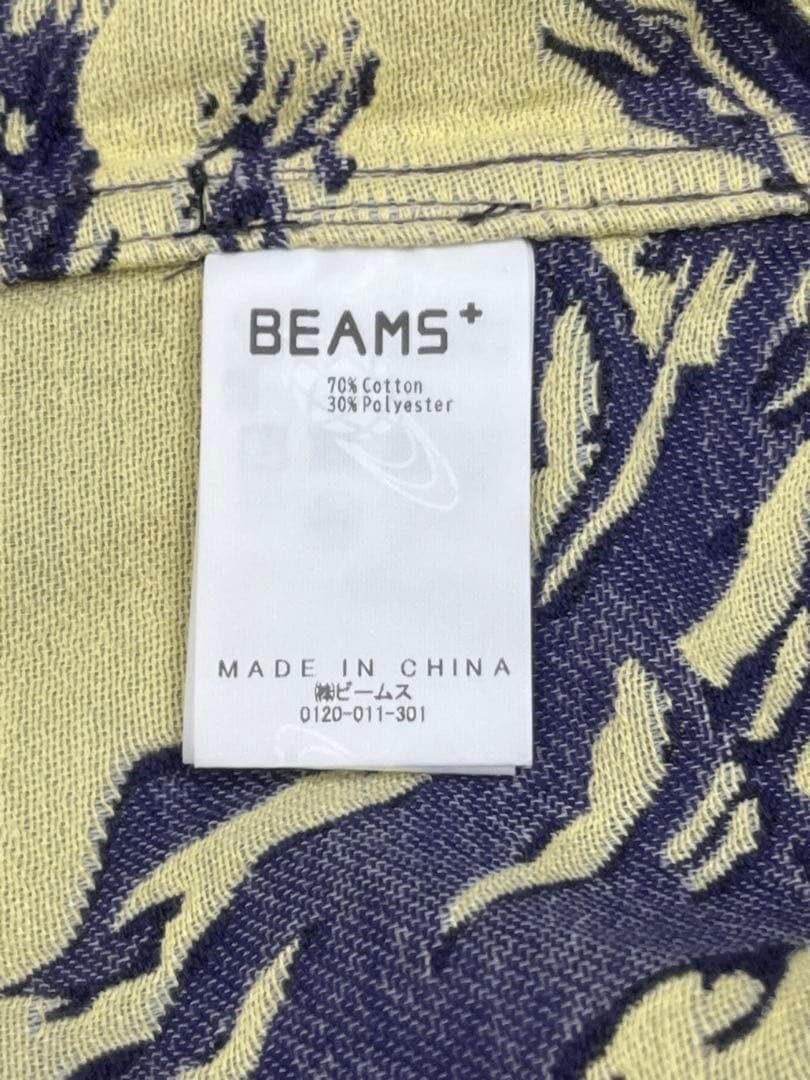 BEAMS+
70% Cotton
30% Polyester
MADE IN CHINA
㈱ビームス
0120-011-301